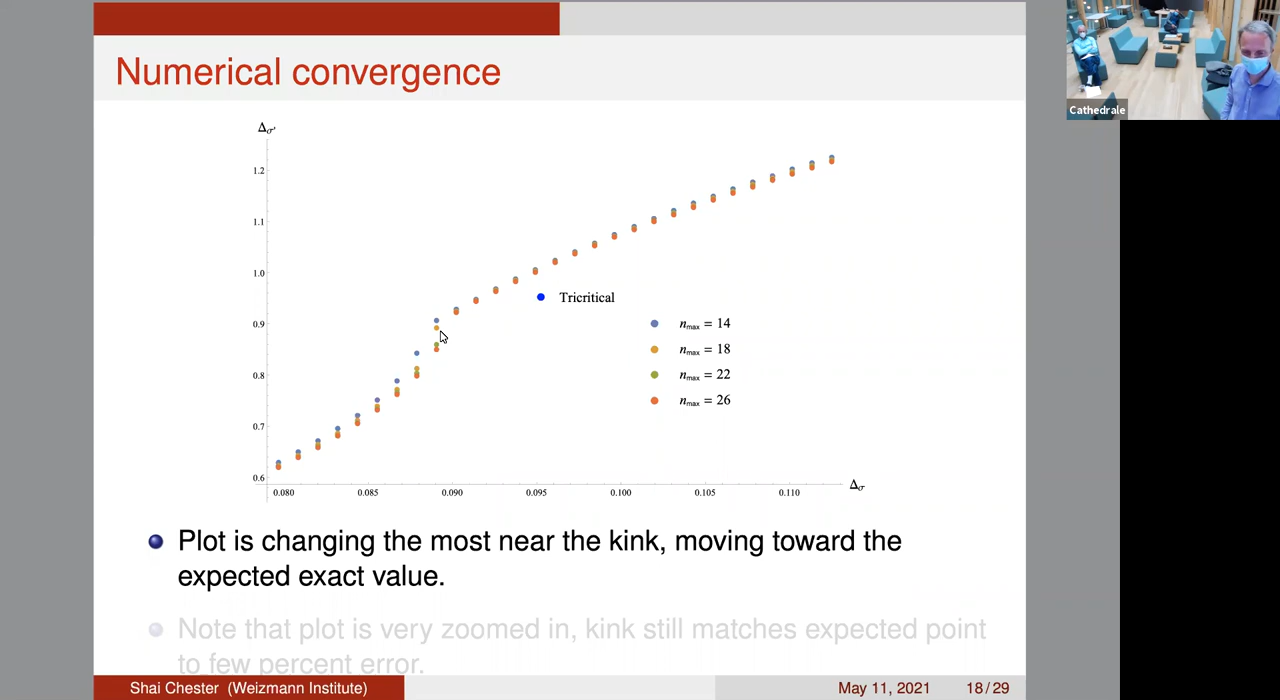 Numerical convergence
Δσ'
1.2
1.1
1.0
0.9
0.8
0.7
0.6
0.080 0.085 0.090 0.095 0.100 0.105 0.110
Δσ
Tricritical
nmax = 14
nmax = 18
nmax = 22
nmax = 26
Plot is changing the most near the kink, moving toward the
expected exact value.
Note that plot is very zoomed in, kink still matches expected point
to few percent error.
Shai Chester (Weizmann Institute) May 11, 2021 18/29
Cathedrale